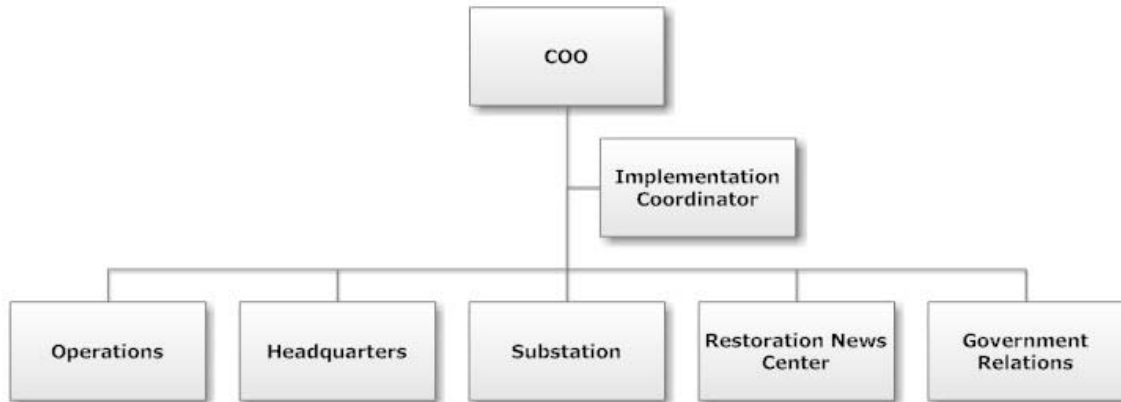 COO
Implementation
Coordinator
Operations
Headquarters
Substation
Restoration News
Center
Government
Relations